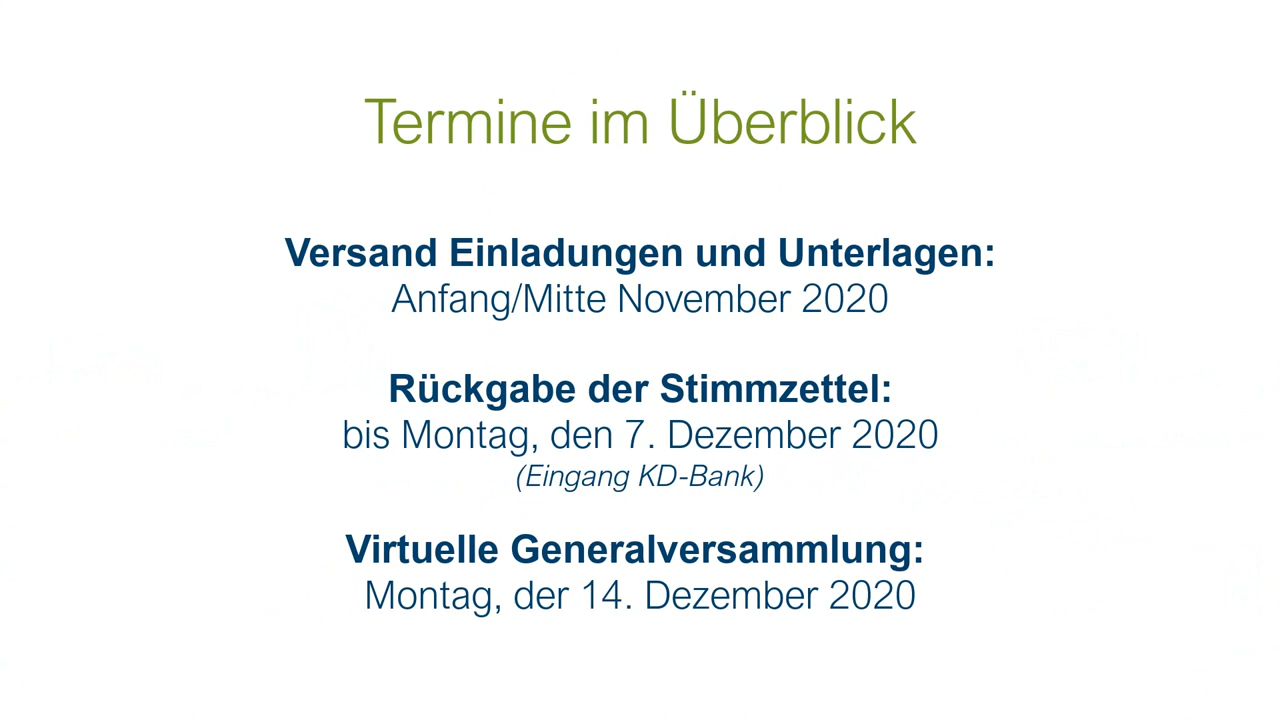 Termine im Überblick
Versand Einladungen und Unterlagen:
Anfang/Mitte November 2020
Rückgabe der Stimmzettel:
bis Montag, den 7. Dezember 2020
(Eingang KD-Bank)
Virtuelle Generalversammlung:
Montag, der 14. Dezember 2020